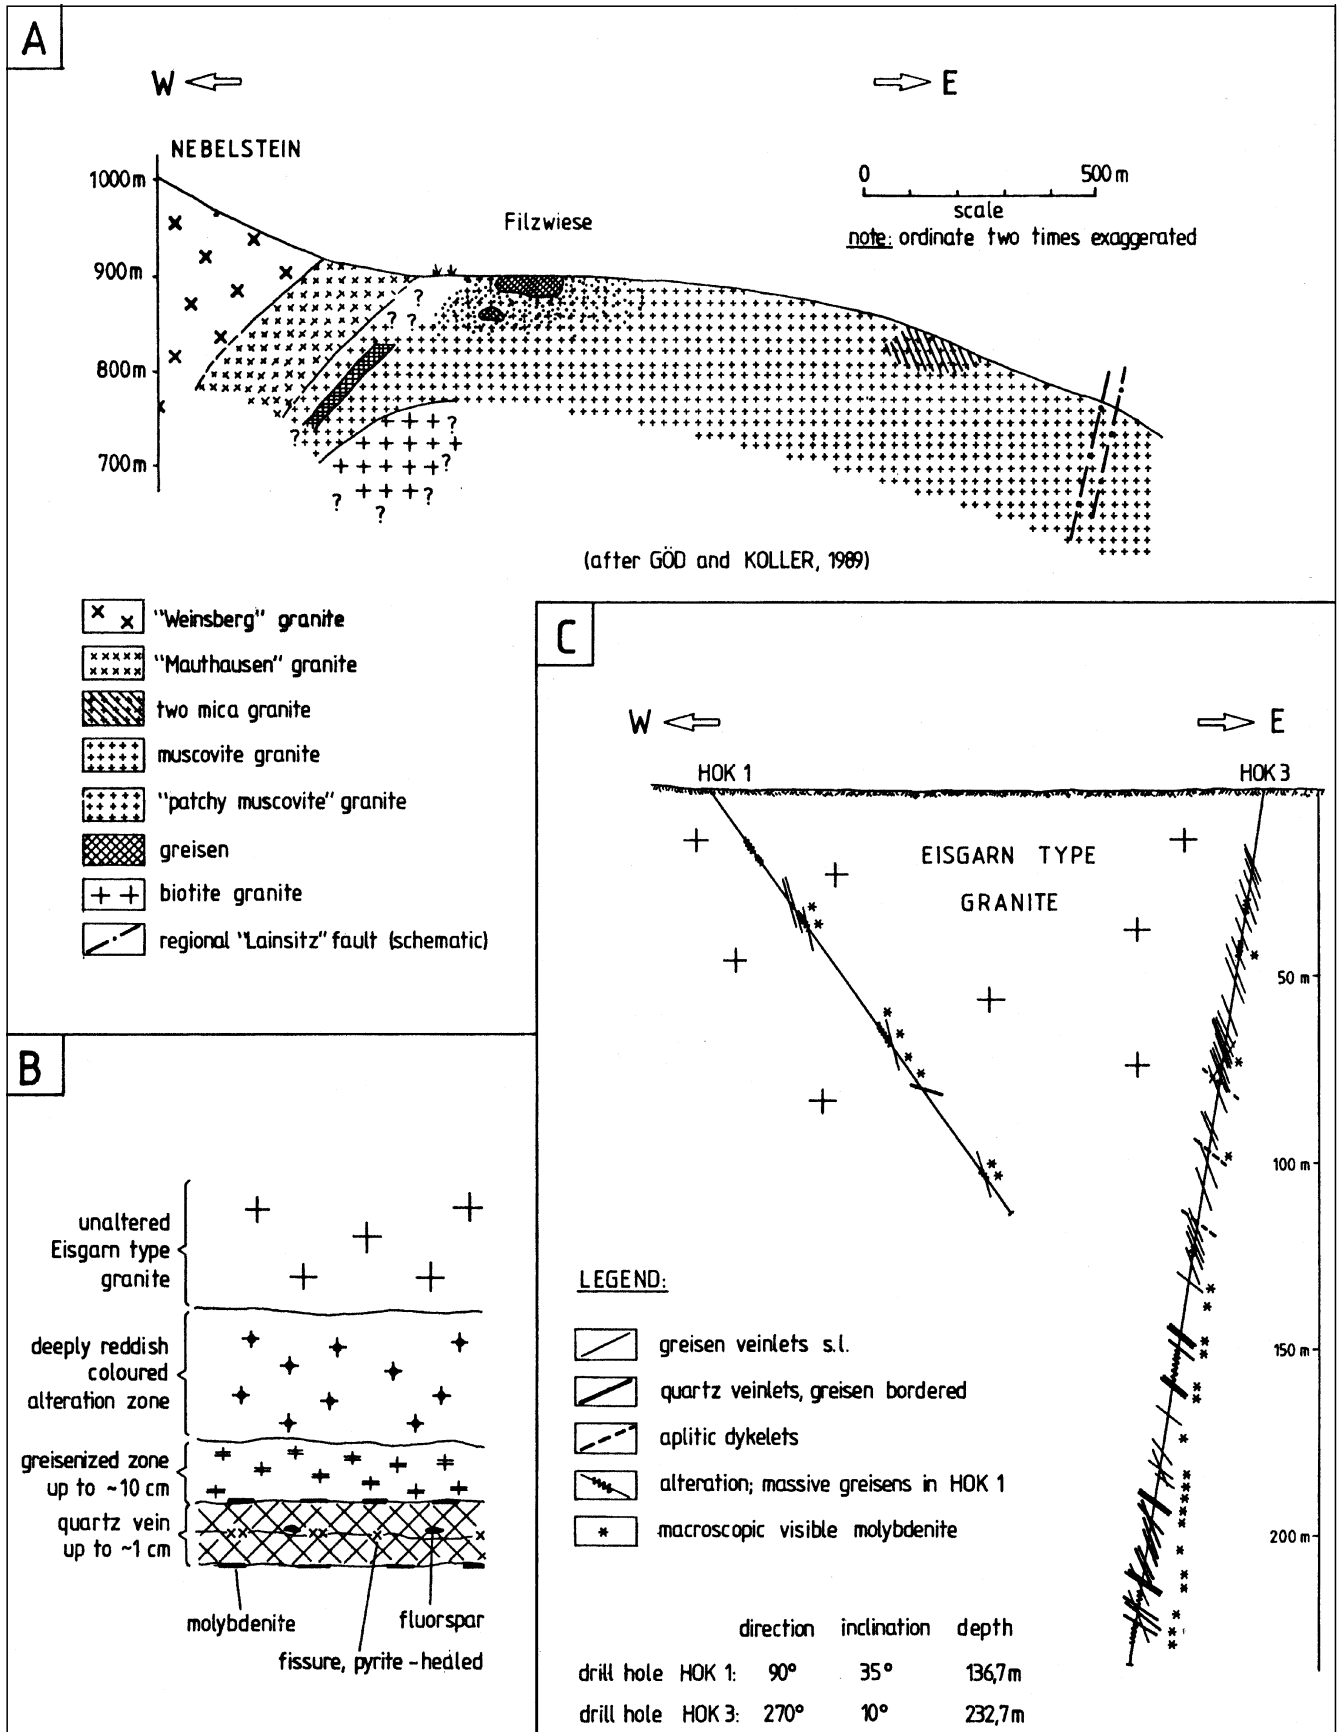 A
W E
NEBELSTEIN
1000m
900m
800m
700m
Filzwiese
0 500m
scale
note: ordinate two times exaggerated
? ? ?
?
? ?
? ? ?
(after GÖD and KOLLER, 1989)
"Weinsberg" granite
"Mauthausen" granite
two mica granite
muscovite granite
"patchy muscovite" granite
greisen
biotite granite
regional "Lainsitz" fault (schematic)
B
unaltered
Eisgarn type
granite
deeply reddish
coloured
alteration zone
greisenized zone
up to ~10 cm
quartz vein
up to ~1 cm
molybdenite
fluorspar
fissure, pyrite-healed
C
W E
HOK 1 HOK 3
EISGARN TYPE
GRANITE
50 m
100 m
150 m
200 m
LEGEND:
greisen veinlets s.l.
quartz veinlets, greisen bordered
aplitic dykelets
alteration; massive greisens in HOK 1
macroscopic visible molybdenite
direction inclination depth
drill hole HOK 1: 90° 35° 136,7m
drill hole HOK 3: 270° 10° 232,7m